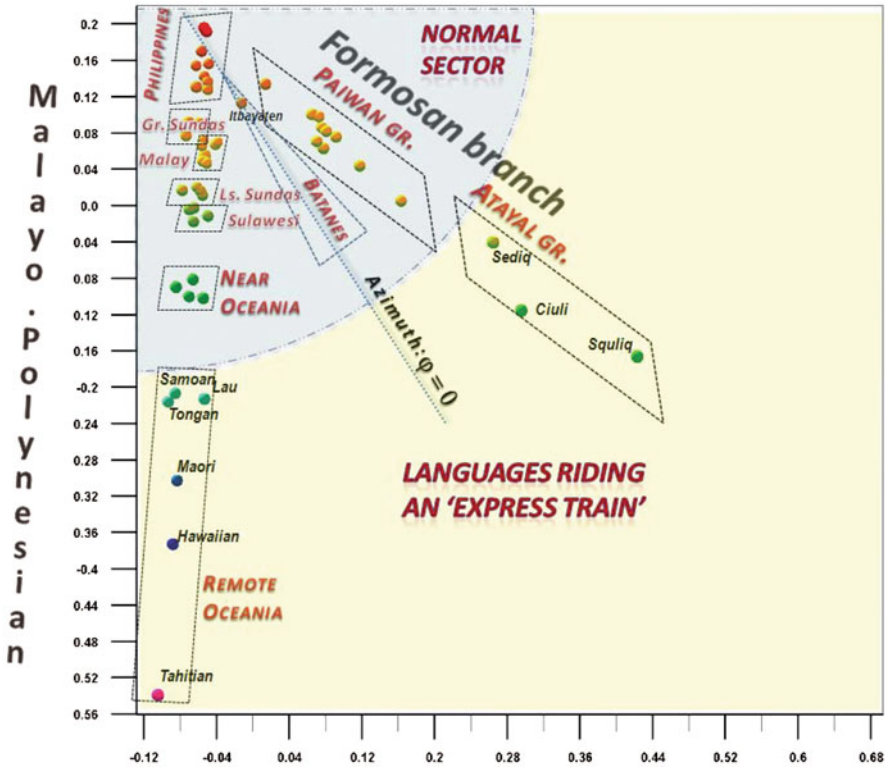 Malayo.Polynesian
0.2
0.16
0.12
0.08
0.04
0.0
0.04
0.08
0.12
0.16
-0.2
0.24
0.28
0.32
0.36
-0.4
0.44
0.48
0.52
0.56
NORMAL
SECTOR
PHILIPPINES
Formosan branch
PAIWAN GR.
Itbayaten
Gr. Sundas
Malay
Ls. Sundas
Sulawesi
BATANES
ATAYAL GR.
Sediq
Ciuli
Squliq
NEAR
OCEANIA
Azimuth:φ=0
Samoan
Lau
Tongan
Maori
Hawaiian
REMOTE
OCEANIA
Tahitian
LANGUAGES RIDING
AN ‘EXPRESS TRAIN’
-0.12
-0.04
0.04
0.12
0.2
0.28
0.36
0.44
0.52
0.6
0.68